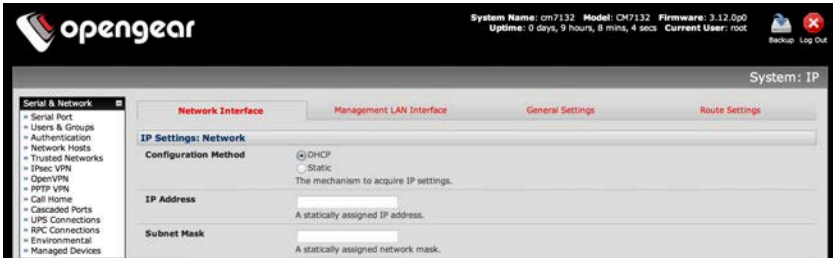 opengear
System Name: cm7132 Model: CM7132 Firmware: 3.12.0p0
Uptime: 0 days, 9 hours, 8 mins, 4 secs Current User: root
Backup Log Out
System: IP
Serial & Network
Serial Port
Users & Groups
Authentication
Network Hosts
Trusted Networks
IPsec VPN
OpenVPN
PPTP VPN
Call Home
Cascaded Ports
UPS Connections
RPC Connections
Environmental
Managed Devices
Network Interface Management LAN Interface General Settings Route Settings
IP Settings: Network
Configuration Method
DHCP
Static
The mechanism to acquire IP settings.
IP Address
A statically assigned IP address.
Subnet Mask
A statically assigned network mask.